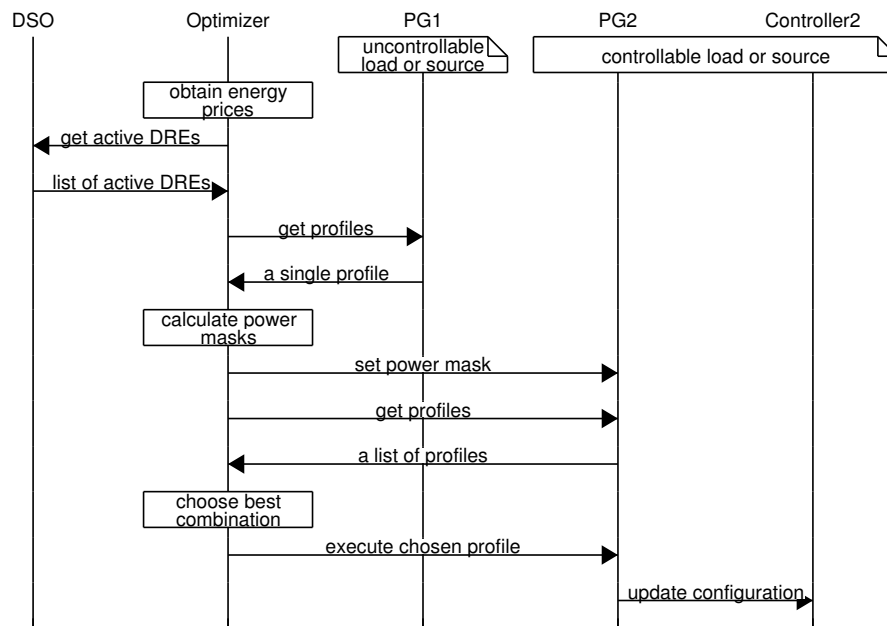 DSO
Optimizer
PG1
PG2
Controller2
uncontrollable
load or source
controllable load or source
obtain energy
prices
get active DREs
list of active DREs
get profiles
a single profile
calculate power
masks
set power mask
get profiles
a list of profiles
choose best
combination
execute chosen profile
update configuration